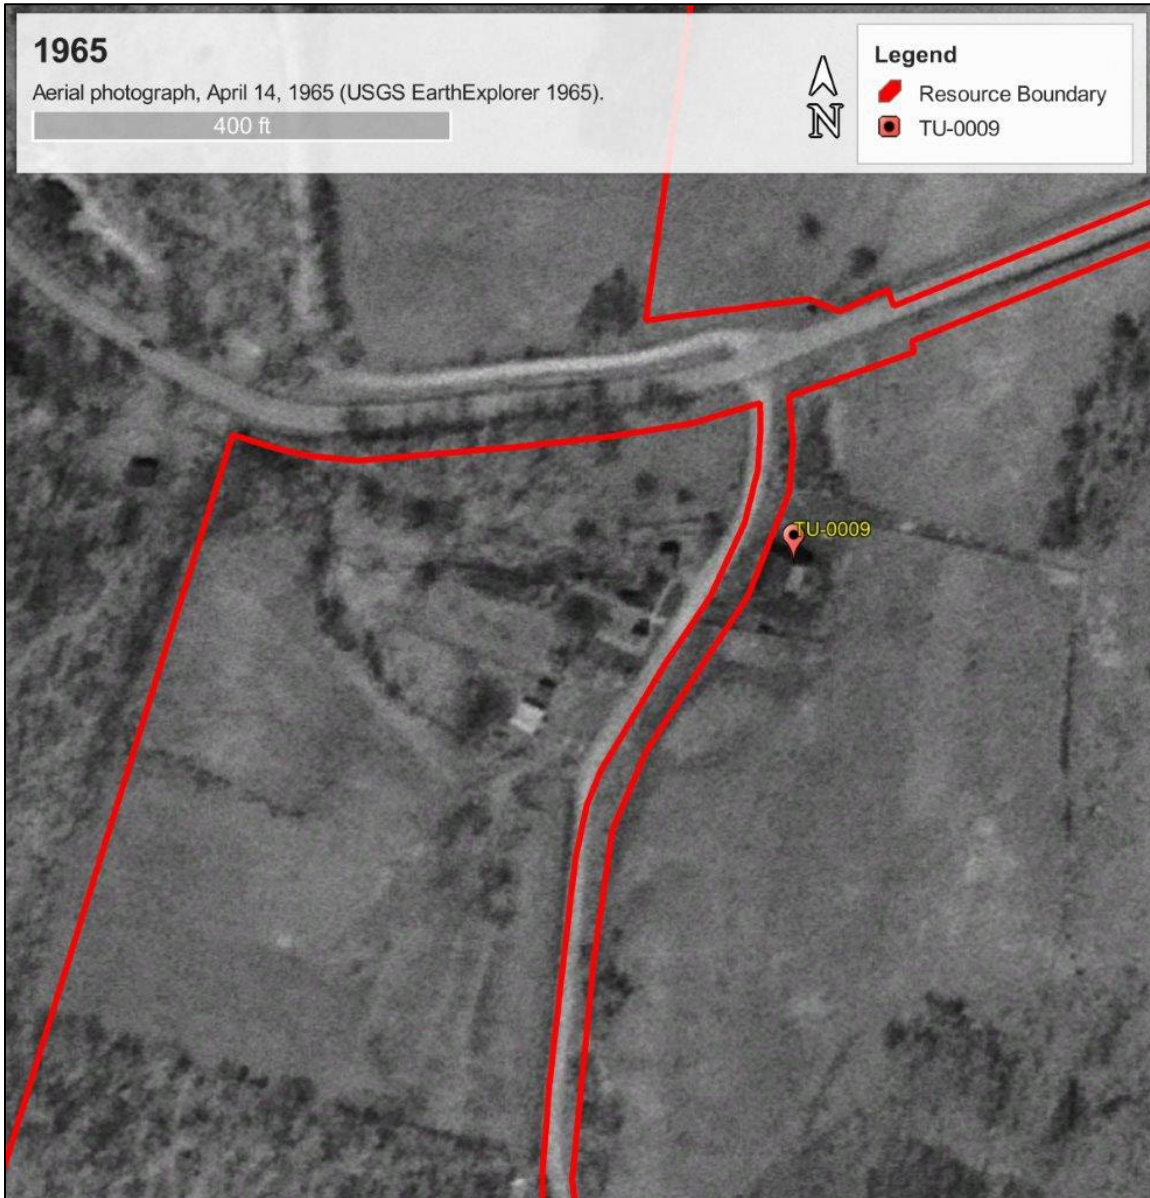 1965
Aerial photograph, April 14, 1965 (USGS EarthExplorer 1965).
400 ft
N
Legend
Resource Boundary
TU-0009
TU-0009